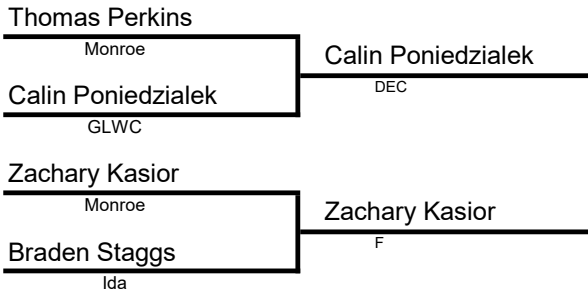 Thomas Perkins
Monroe
Calin Poniedzialek
GLWC
Calin Poniedzialek
DEC
Zachary Kasior
Monroe
Braden Staggs
Ida
Zachary Kasior
F